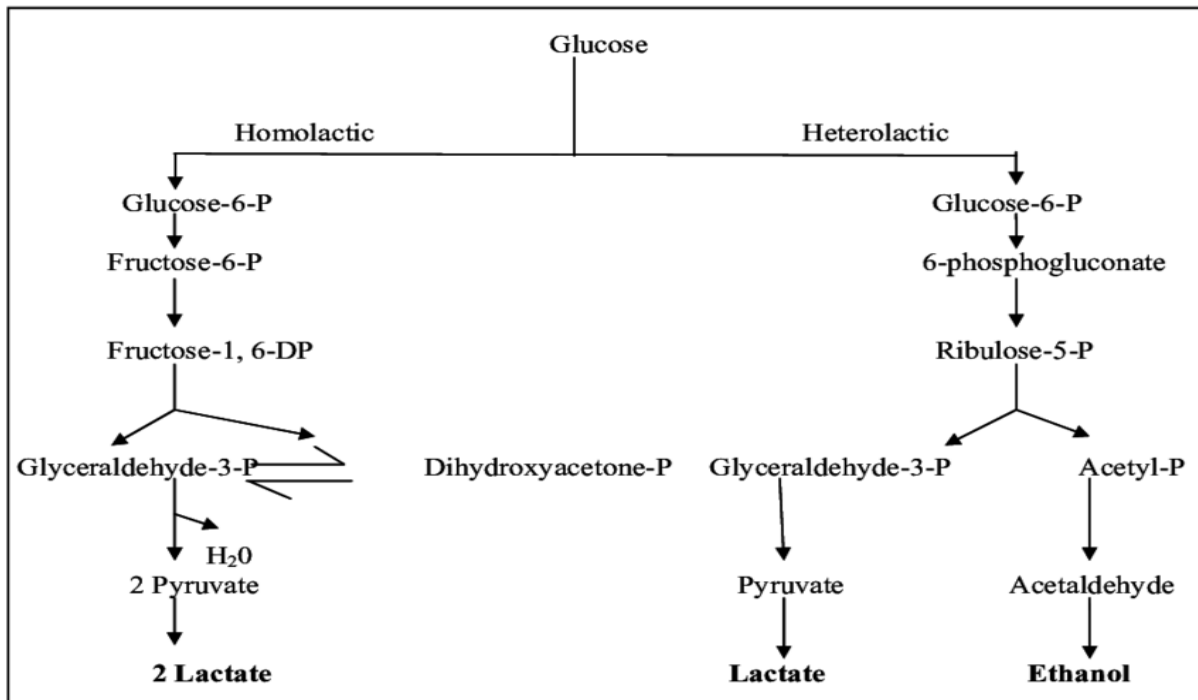 Glucose
Homolactic Heterolactic
Glucose-6-P Glucose-6-P
Fructose-6-P 6-phosphogluconate
Fructose-1, 6-DP Ribulose-5-P
Glyceraldehyde-3-P Dihydroxyacetone-P Glyceraldehyde-3-P Acetyl-P
H₂0
2 Pyruvate Pyruvate Acetaldehyde
2 Lactate Lactate Ethanol